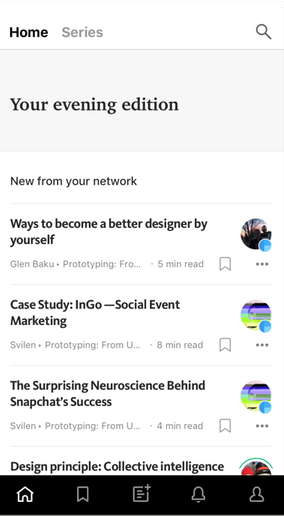 Home Series
Your evening edition
New from your network
Ways to become a better designer by
yourself
Glen Baku ▸ Prototyping: Fro... · 5 min read
Case Study: InGo —Social Event
Marketing
Svilen ▸ Prototyping: From U... · 8 min read
The Surprising Neuroscience Behind
Snapchat's Success
Svilen ▸ Prototyping: From U... · 4 min read
Design principle: Collective intelligence